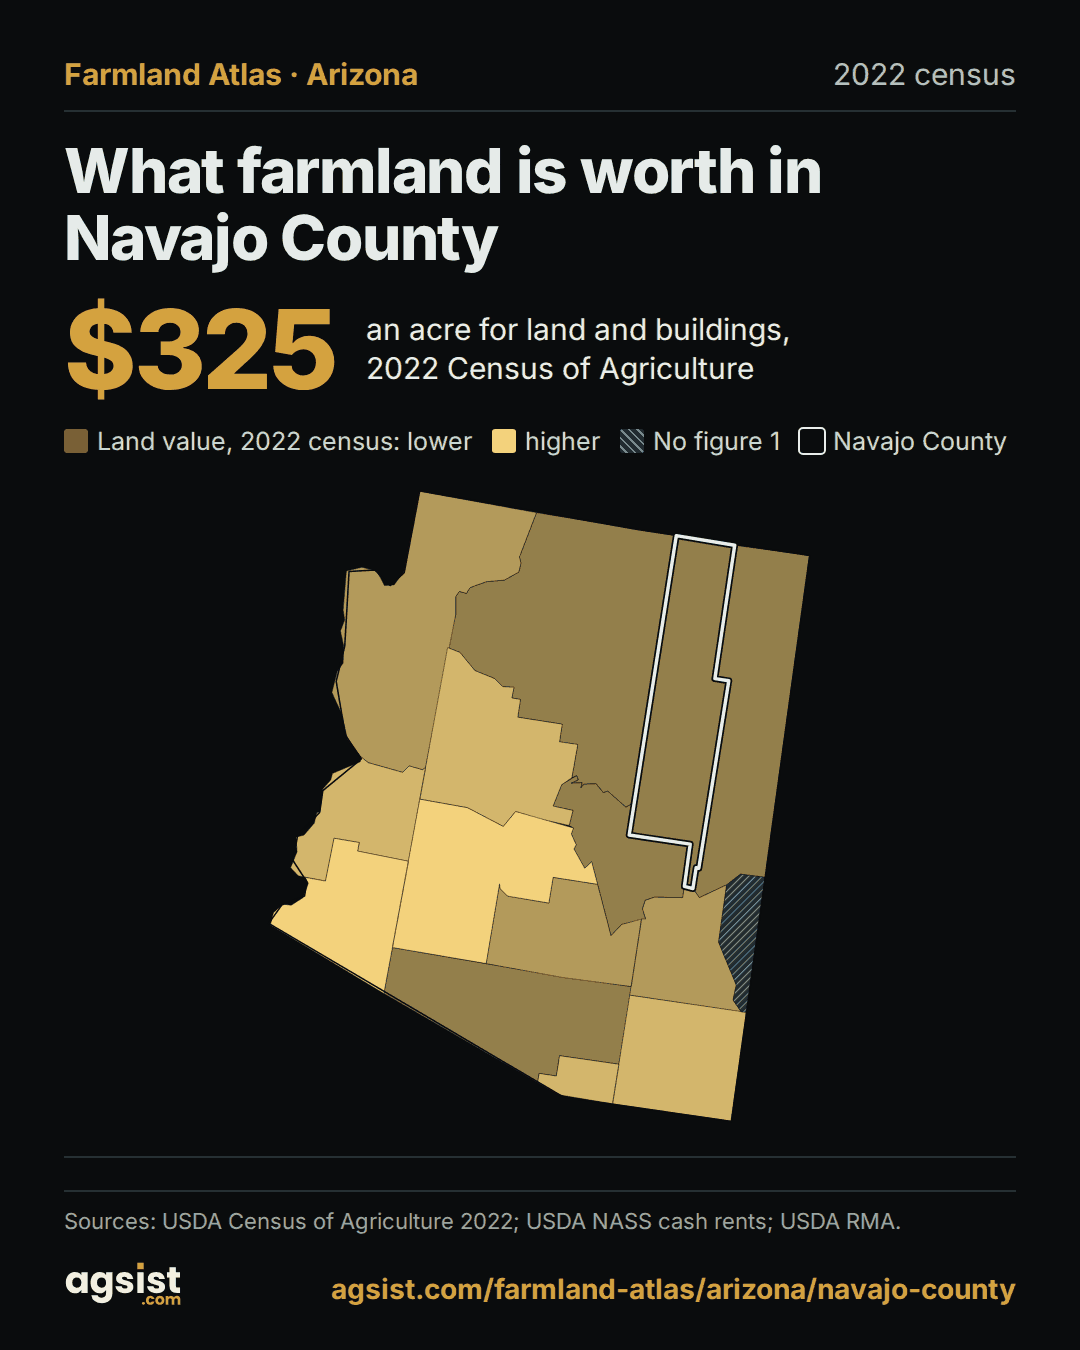 Farmland Atlas · Arizona
2022 census
What farmland is worth in
Navajo County
$325
an acre for land and buildings,
2022 Census of Agriculture
Land value, 2022 census: lower
higher
No figure 1
Navajo County
Sources: USDA Census of Agriculture 2022; USDA NASS cash rents; USDA RMA.
agsist
.com
agsist.com/farmland-atlas/arizona/navajo-county